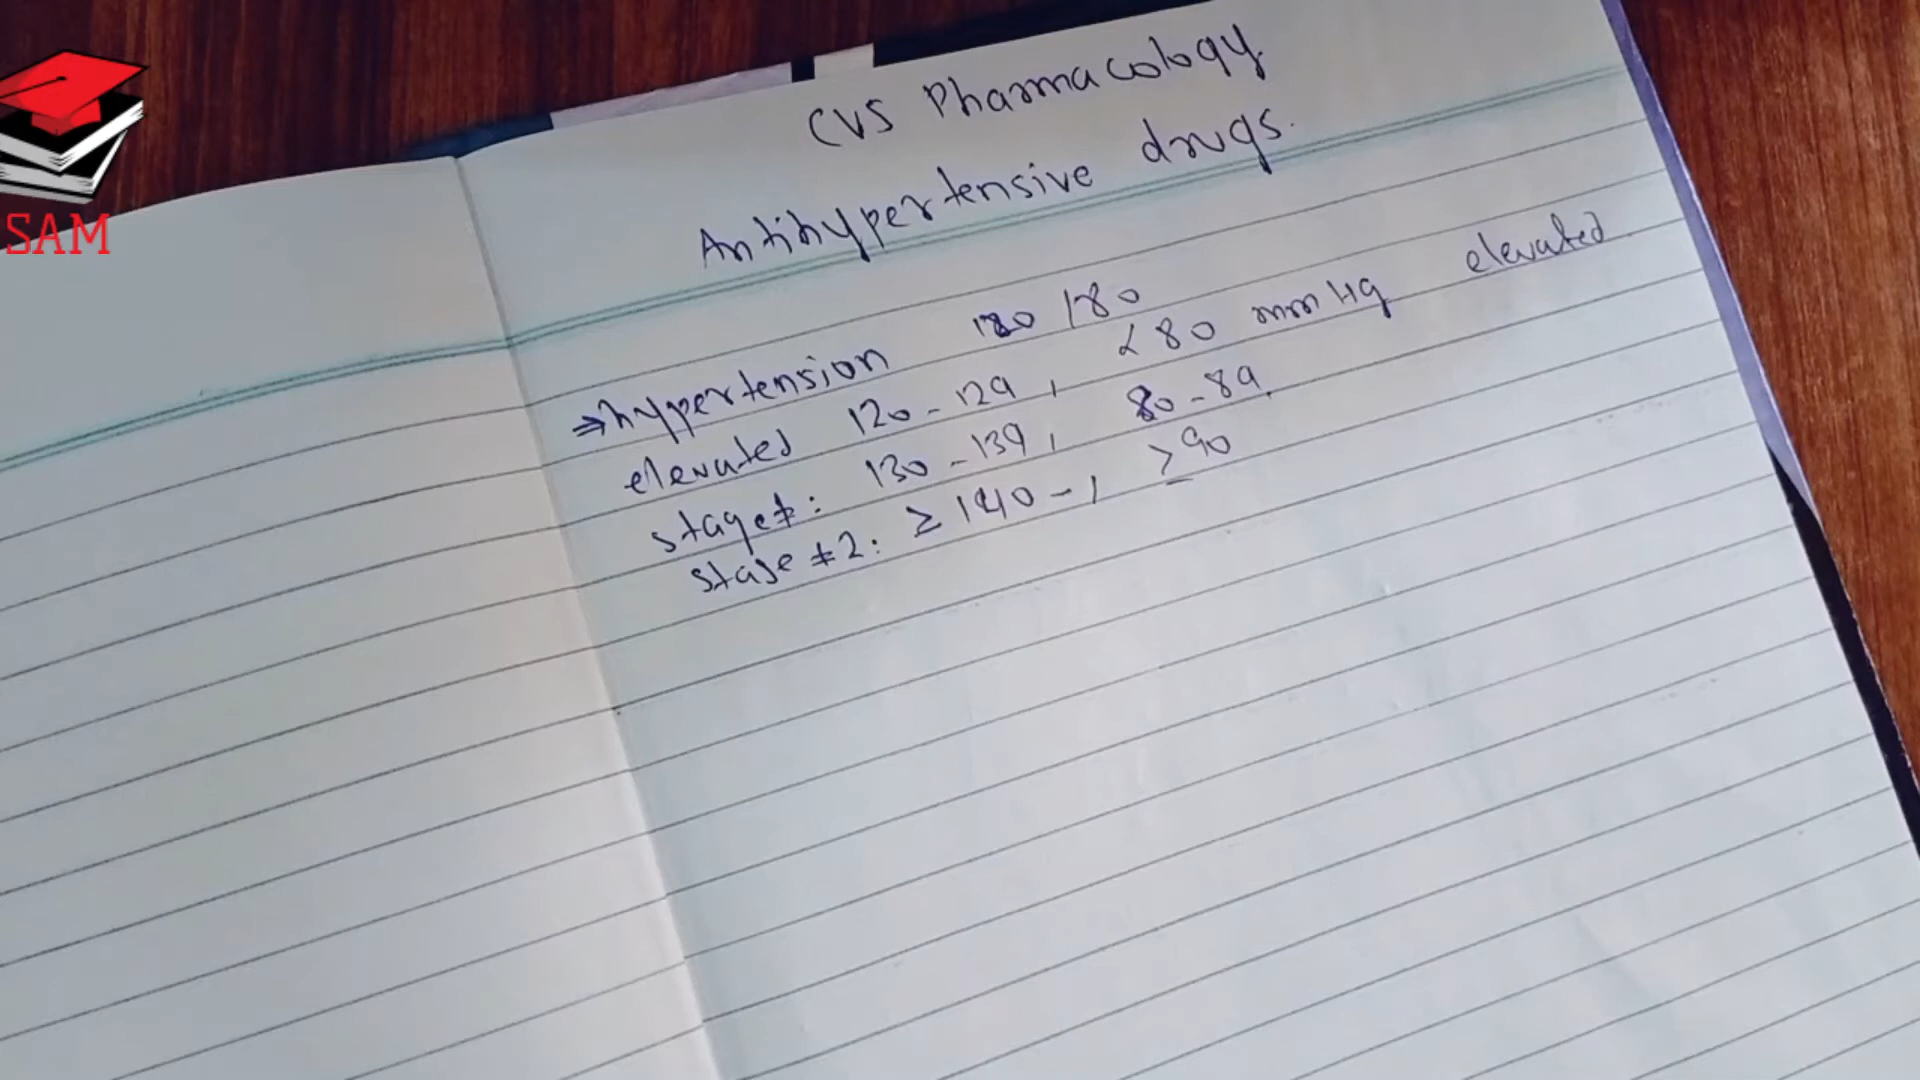 SAM
CVS Pharmacology.
Antihypertensive drugs.
⇒ hypertension 120/80
elevated 120-129, <80 mmHg elevated
stage 1: 130-139, 80-89.
stage #2: ≥140-, ≥90